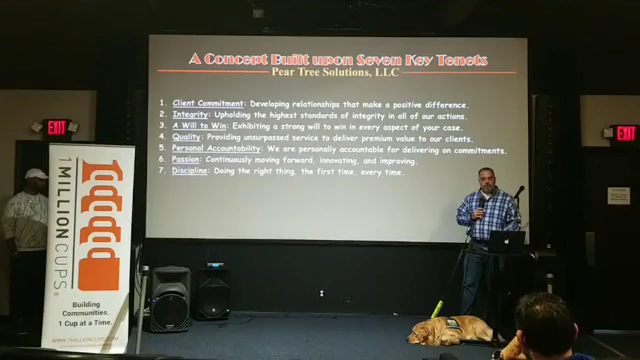 A Concept Built upon Seven Key Tenets
Pear Tree Solutions, LLC
1. Client Commitment: Developing relationships that make a positive difference.
2. Integrity: Upholding the highest standards of integrity in all of our actions.
3. A Will to Win: Exhibiting a strong will to win in every aspect of your case.
4. Quality: Providing unsurpassed service to deliver premium value to our clients.
5. Personal Accountability: We are personally accountable for delivering on commitments.
6. Passion: Continuously moving forward, innovating, and improving.
7. Discipline: Doing the right thing, the first time, every time.
EXIT
EXIT
1MILLIONCUPS
Building
Communities.
1 Cup at a Time.
WWW.1MILLIONCUPS.COM